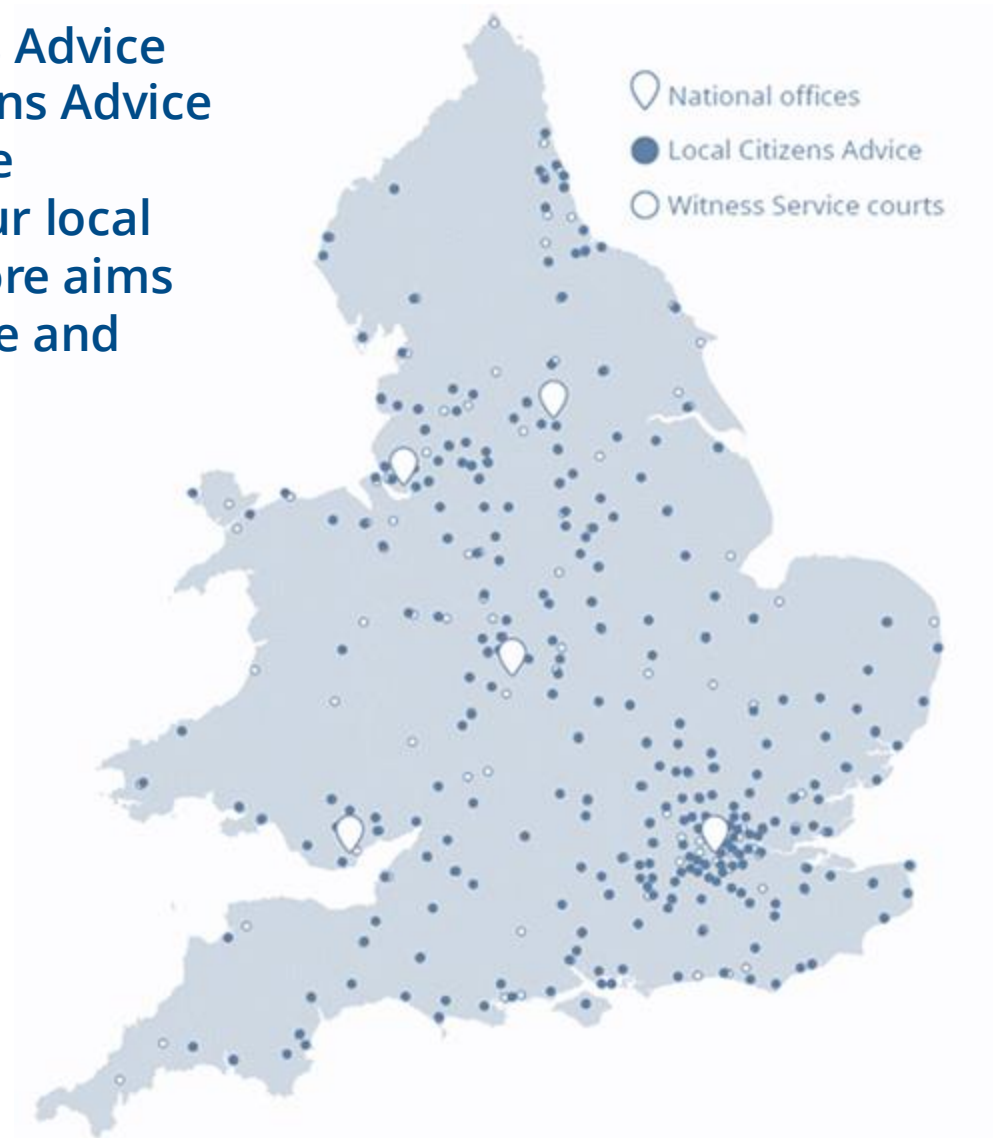 Advice
ns Advice
e
ur local
ore aims
e and
National offices
Local Citizens Advice
Witness Service courts